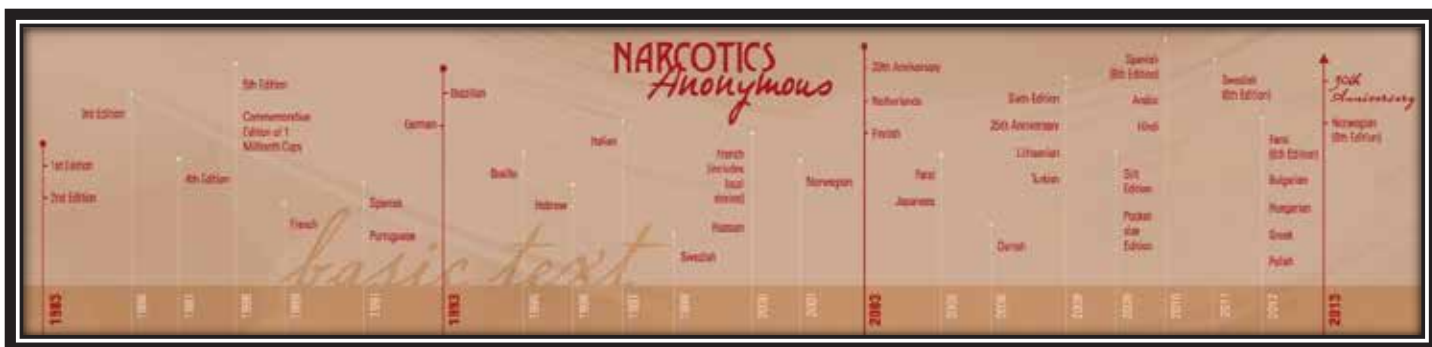 NARCOTICS
Anonymous
basic text
1st Edition
2nd Edition
1983
3rd Edition
4th Edition
5th Edition
Commemorative
Edition of 1
Millionth Copy
French
Spanish
Portuguese
Brazilian
German
1993
Braille
Hebrew
Italian
Swedish
French
(includes
local
stories)
Russian
Norwegian
20th Anniversary
Netherlands
Finnish
2003
Farsi
Japanese
Danish
Sixth Edition
25th Anniversary
Lithuanian
Turkish
2008
Spanish
(6th Edition)
Arabic
Hindi
Gift
Edition
Pocket
size
Edition
2010
Swedish
(6th Edition)
2011
Farsi
(6th Edition)
Bulgarian
Hungarian
Greek
Polish
2012
30th
Anniversary
Norwegian
(6th Edition)
2013